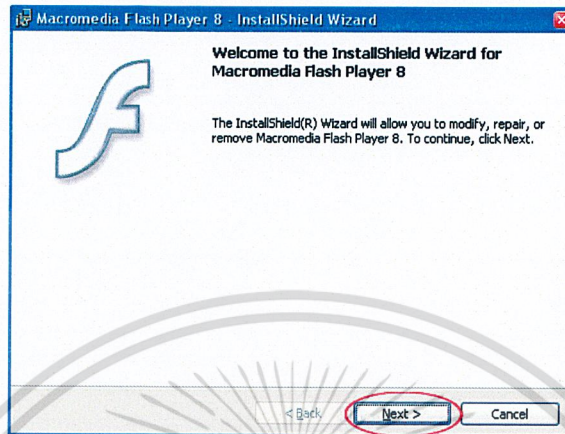 Macromedia Flash Player 8 - InstallShield Wizard
Welcome to the InstallShield Wizard for
Macromedia Flash Player 8
The InstallShield(R) Wizard will allow you to modify, repair, or
remove Macromedia Flash Player 8. To continue, click Next.
< Back
Next >
Cancel